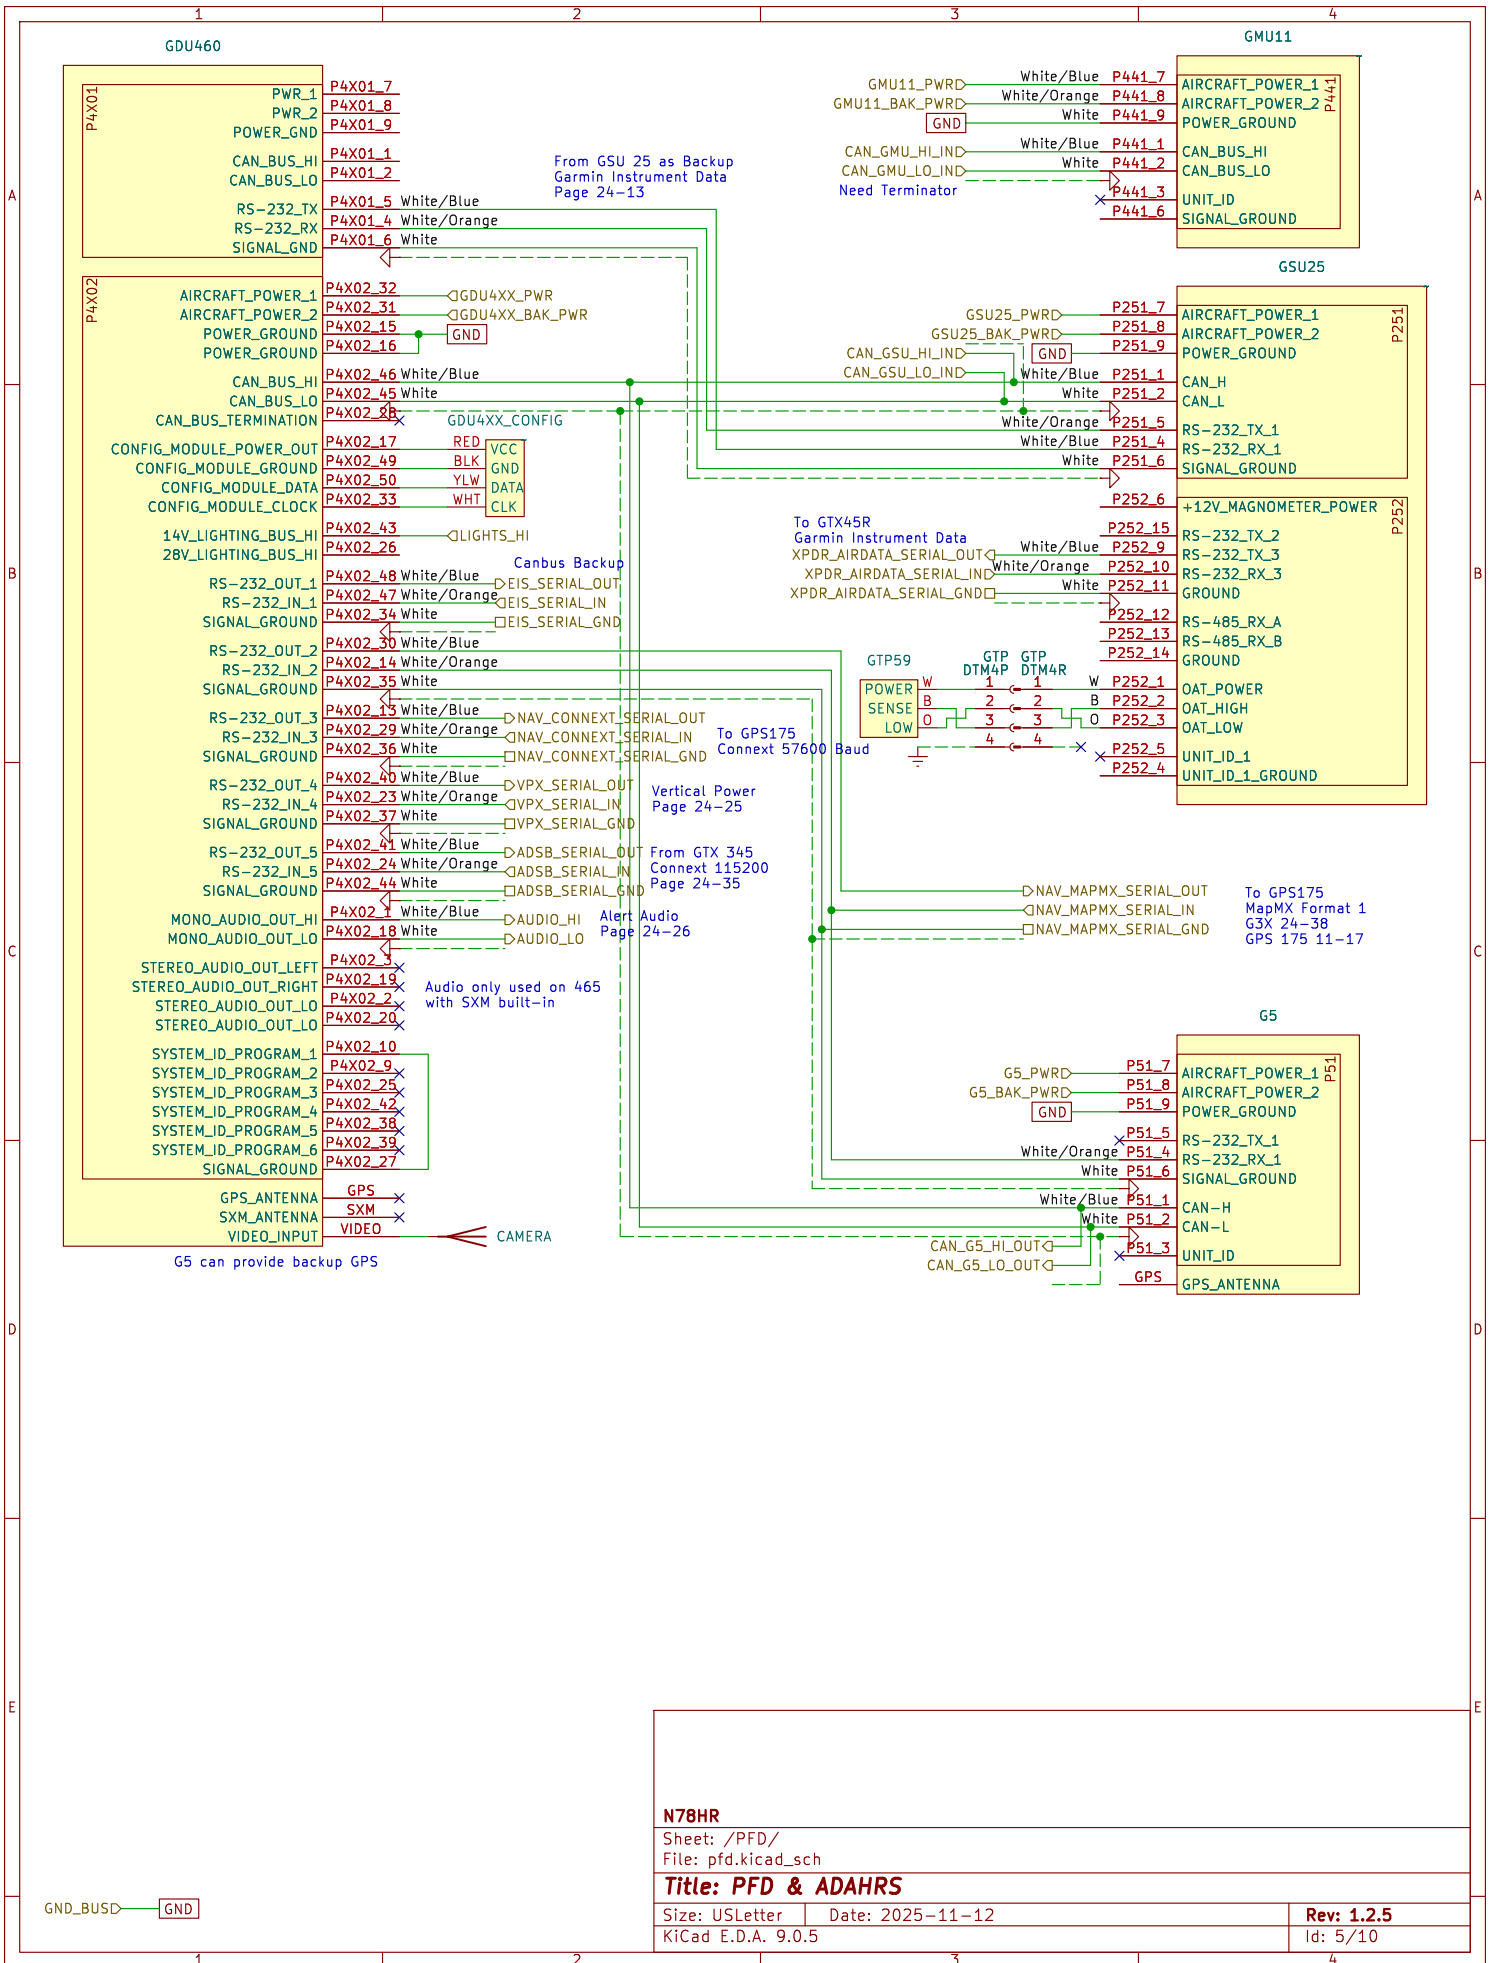 1 2 3 4
GDU460
P4X01
PWR_1 P4X01_7
PWR_2 P4X01_8
POWER_GND P4X01_9
CAN_BUS_HI P4X01_1
CAN_BUS_LO P4X01_2
RS-232_TX P4X01_5 White/Blue
RS-232_RX P4X01_4 White/Orange
SIGNAL_GND P4X01_6 White
From GSU 25 as Backup
Garmin Instrument Data
Page 24-13
P4X02
AIRCRAFT_POWER_1 P4X02_32 GDU4XX_PWR
AIRCRAFT_POWER_2 P4X02_31 GDU4XX_BAK_PWR
POWER_GROUND P4X02_15 GND
POWER_GROUND P4X02_16
CAN_BUS_HI P4X02_46 White/Blue
CAN_BUS_LO P4X02_45 White
CAN_BUS_TERMINATION P4X02_28
GDU4XX_CONFIG
CONFIG_MODULE_POWER_OUT P4X02_17 RED VCC
CONFIG_MODULE_GROUND P4X02_49 BLK GND
CONFIG_MODULE_DATA P4X02_50 YLW DATA
CONFIG_MODULE_CLOCK P4X02_33 WHT CLK
14V_LIGHTING_BUS_HI P4X02_43 LIGHTS_HI
28V_LIGHTING_BUS_HI P4X02_26
Canbus Backup
RS-232_OUT_1 P4X02_48 White/Blue EIS_SERIAL_OUT
RS-232_IN_1 P4X02_47 White/Orange EIS_SERIAL_IN
SIGNAL_GROUND P4X02_34 White EIS_SERIAL_GND
RS-232_OUT_2 P4X02_30 White/Blue
RS-232_IN_2 P4X02_14 White/Orange
SIGNAL_GROUND P4X02_35 White
RS-232_OUT_3 P4X02_13 White/Blue NAV_CONNEXT_SERIAL_OUT
RS-232_IN_3 P4X02_29 White/Orange NAV_CONNEXT_SERIAL_IN
SIGNAL_GROUND P4X02_36 White NAV_CONNEXT_SERIAL_GND
To GPS175
Connext 57600 Baud
RS-232_OUT_4 P4X02_40 White/Blue VPX_SERIAL_OUT
RS-232_IN_4 P4X02_23 White/Orange VPX_SERIAL_IN
SIGNAL_GROUND P4X02_37 White VPX_SERIAL_GND
Vertical Power
Page 24-25
RS-232_OUT_5 P4X02_41 White/Blue ADSB_SERIAL_OUT
RS-232_IN_5 P4X02_24 White/Orange ADSB_SERIAL_IN
SIGNAL_GROUND P4X02_44 White ADSB_SERIAL_GND
From GTX 345
Connext 115200
Page 24-35
MONO_AUDIO_OUT_HI P4X02_1 White/Blue AUDIO_HI
MONO_AUDIO_OUT_LO P4X02_18 White AUDIO_LO
Alert Audio
Page 24-26
STEREO_AUDIO_OUT_LEFT P4X02_3
STEREO_AUDIO_OUT_RIGHT P4X02_19
STEREO_AUDIO_OUT_LO P4X02_2
STEREO_AUDIO_OUT_LO P4X02_20
Audio only used on 465
with SXM built-in
SYSTEM_ID_PROGRAM_1 P4X02_10
SYSTEM_ID_PROGRAM_2 P4X02_9
SYSTEM_ID_PROGRAM_3 P4X02_25
SYSTEM_ID_PROGRAM_4 P4X02_42
SYSTEM_ID_PROGRAM_5 P4X02_38
SYSTEM_ID_PROGRAM_6 P4X02_39
SIGNAL_GROUND P4X02_27
GPS_ANTENNA GPS
SXM_ANTENNA SXM
VIDEO_INPUT VIDEO CAMERA
G5 can provide backup GPS
GMU11
P441
GMU11_PWR White/Blue P441_7 AIRCRAFT_POWER_1
GMU11_BAK_PWR White/Orange P441_8 AIRCRAFT_POWER_2
GND White P441_9 POWER_GROUND
CAN_GMU_HI_IN White/Blue P441_1 CAN_BUS_HI
CAN_GMU_LO_IN White P441_2 CAN_BUS_LO
Need Terminator
P441_3 UNIT_ID
P441_6 SIGNAL_GROUND
GSU25
P251
GSU25_PWR P251_7 AIRCRAFT_POWER_1
GSU25_BAK_PWR P251_8 AIRCRAFT_POWER_2
CAN_GSU_HI_IN GND P251_9 POWER_GROUND
CAN_GSU_LO_IN
White/Blue P251_1 CAN_H
White P251_2 CAN_L
White/Orange P251_5 RS-232_TX_1
White/Blue P251_4 RS-232_RX_1
White P251_6 SIGNAL_GROUND
P252
P252_6 +12V_MAGNOMETER_POWER
To GTX45R
Garmin Instrument Data
P252_15 RS-232_TX_2
XPDR_AIRDATA_SERIAL_OUT White/Blue P252_9 RS-232_TX_3
XPDR_AIRDATA_SERIAL_IN White/Orange P252_10 RS-232_RX_3
XPDR_AIRDATA_SERIAL_GND White P252_11 GROUND
P252_12 RS-485_RX_A
P252_13 RS-485_RX_B
P252_14 GROUND
GTP59 GTP DTM4P GTP DTM4R
POWER W 1 1 W P252_1 OAT_POWER
SENSE B 2 2 B P252_2 OAT_HIGH
LOW O 3 3 O P252_3 OAT_LOW
4 4
P252_5 UNIT_ID_1
P252_4 UNIT_ID_1_GROUND
NAV_MAPMX_SERIAL_OUT
NAV_MAPMX_SERIAL_IN
NAV_MAPMX_SERIAL_GND
To GPS175
MapMX Format 1
G3X 24-38
GPS 175 11-17
G5
P51
G5_PWR P51_7 AIRCRAFT_POWER_1
G5_BAK_PWR P51_8 AIRCRAFT_POWER_2
GND P51_9 POWER_GROUND
P51_5 RS-232_TX_1
White/Orange P51_4 RS-232_RX_1
White P51_6 SIGNAL_GROUND
White/Blue P51_1 CAN-H
White P51_2 CAN-L
CAN_G5_HI_OUT
CAN_G5_LO_OUT
P51_3 UNIT_ID
GPS GPS_ANTENNA
A A
B B
C C
D D
E E
GND_BUS GND
N78HR
Sheet: /PFD/
File: pfd.kicad_sch
Title: PFD & ADAHRS
Size: USLetter Date: 2025-11-12 Rev: 1.2.5
KiCad E.D.A. 9.0.5 Id: 5/10
1 2 3 4